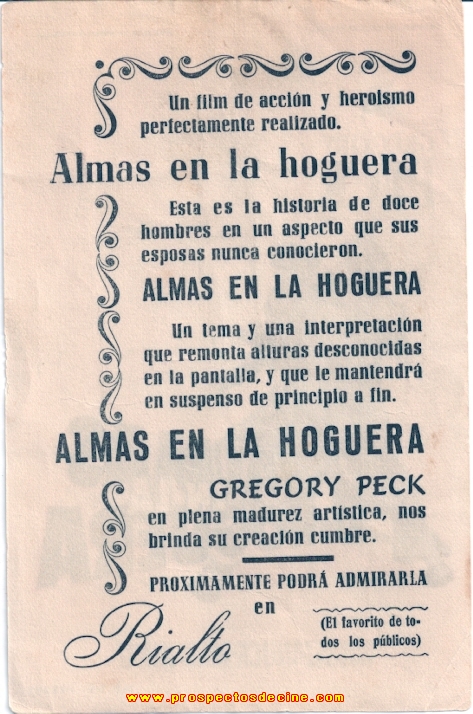 Un film de acción y heroismo
perfectamente realizado.
Almas en la hoguera
Esta es la historia de doce
hombres en un aspecto que sus
esposas nunca conocieron.
ALMAS EN LA HOGUERA
Un tema y una interpretación
que remonta alturas desconocidas
en la pantalla, y que le mantendrá
en suspenso de principio a fin.
ALMAS EN LA HOGUERA
GREGORY PECK
en plena madurez artística, nos
brinda su creación cumbre.
PROXIMAMENTE PODRÁ ADMIRARLA
en
Rialto
(El favorito de to-
dos los públicos)
www.prospectosdecine.com